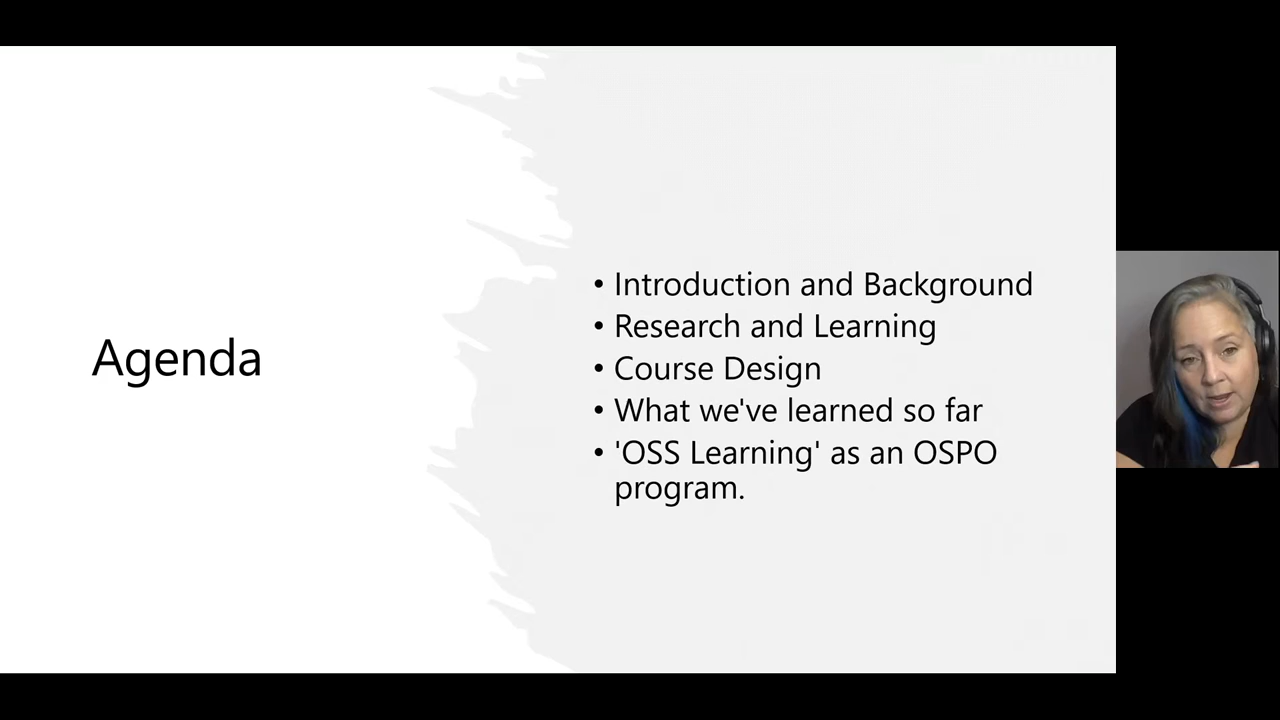 Agenda
• Introduction and Background
• Research and Learning
• Course Design
• What we've learned so far
• 'OSS Learning' as an OSPO
program.